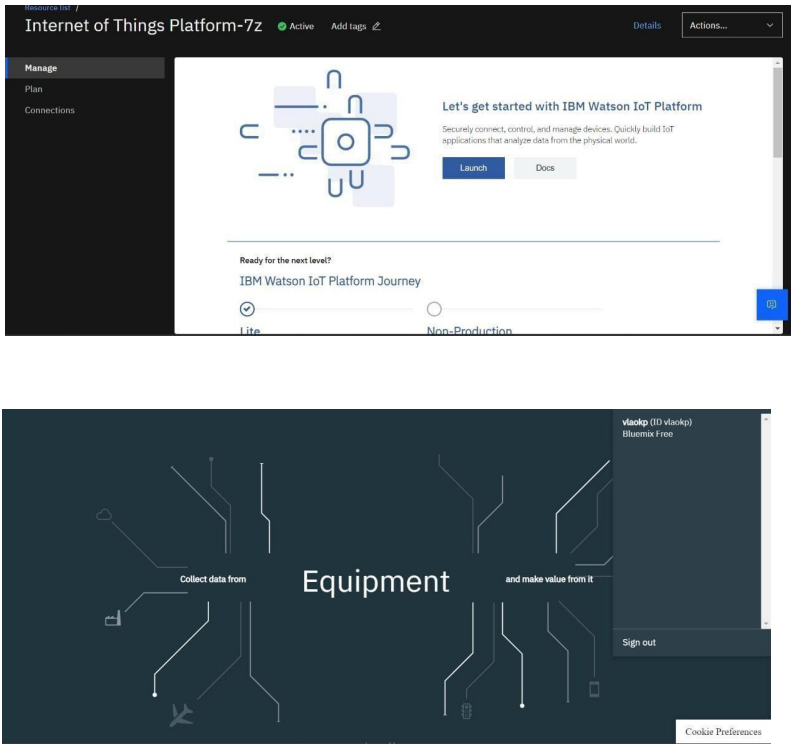 Resource list /
Internet of Things Platform-7z
Active
Add tags
Details
Actions...
Manage
Plan
Connections
Let's get started with IBM Watson IoT Platform
Securely connect, control, and manage devices. Quickly build IoT
applications that analyze data from the physical world.
Launch
Docs
Ready for the next level?
IBM Watson IoT Platform Journey
Lite
Non-Production
vlaokp (ID vlaokp)
Bluemix Free
Collect data from
Equipment
and make value from it
Sign out
Cookie Preferences